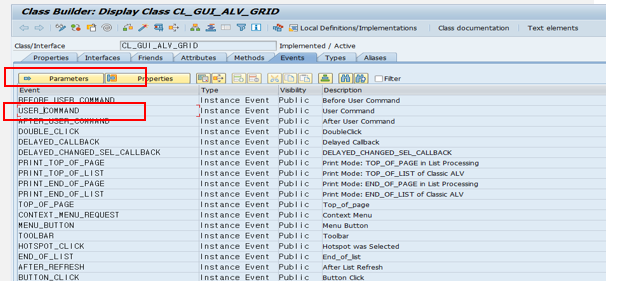 Class Builder: Display Class CL_GUI_ALV_GRID
Local Definitions/Implementations Class documentation Text elements
Class/Interface CL_GUI_ALV_GRID Implemented / Active
Properties Interfaces Friends Attributes Methods Events Types Aliases
Parameters Properties Filter
Event Type Visibility Description
BEFORE_USER_COMMAND Instance Event Public Before User Command
USER_COMMAND Instance Event Public User Command
AFTER_USER_COMMAND Instance Event Public After User Command
DOUBLE_CLICK Instance Event Public DoubleClick
DELAYED_CALLBACK Instance Event Public Delayed Callback
DELAYED_CHANGED_SEL_CALLBACK Instance Event Public DELAYED_CHANGED_SEL_CALLBACK
PRINT_TOP_OF_PAGE Instance Event Public Print Mode: TOP_OF_PAGE in List Processing
PRINT_TOP_OF_LIST Instance Event Public Print Mode: TOP_OF_LIST of Classic ALV
PRINT_END_OF_PAGE Instance Event Public Print Mode: END_OF_PAGE in List Processing
PRINT_END_OF_LIST Instance Event Public Print Mode: END_OF_LIST of Classic ALV
TOP_OF_PAGE Instance Event Public Top_of_page
CONTEXT_MENU_REQUEST Instance Event Public Context Menu
MENU_BUTTON Instance Event Public Menu Button
TOOLBAR Instance Event Public Toolbar
HOTSPOT_CLICK Instance Event Public Hotspot was Selected
END_OF_LIST Instance Event Public End_of_list
AFTER_REFRESH Instance Event Public After List Refresh
BUTTON_CLICK Instance Event Public Button Click